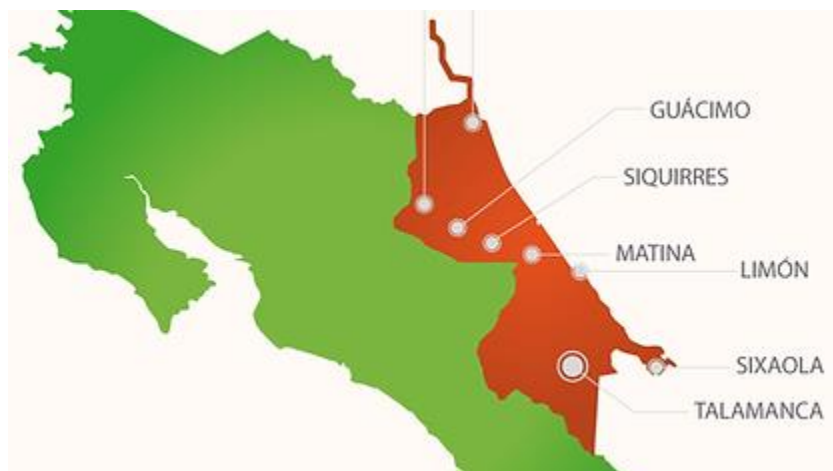 GUÁCIMO
SIQUIRRES
MATINA
LIMÓN
SIXAOLA
TALAMANCA